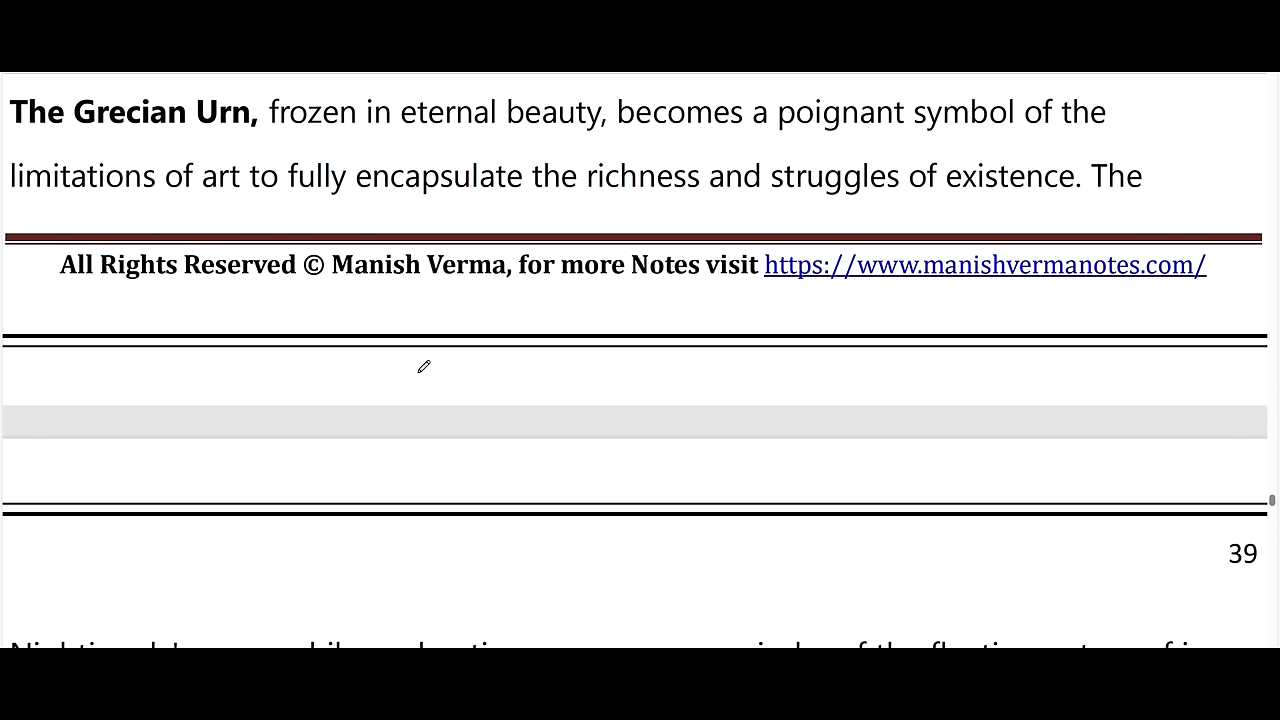 The Grecian Urn, frozen in eternal beauty, becomes a poignant symbol of the
limitations of art to fully encapsulate the richness and struggles of existence. The
All Rights Reserved © Manish Verma, for more Notes visit https://www.manishvermanotes.com/
39